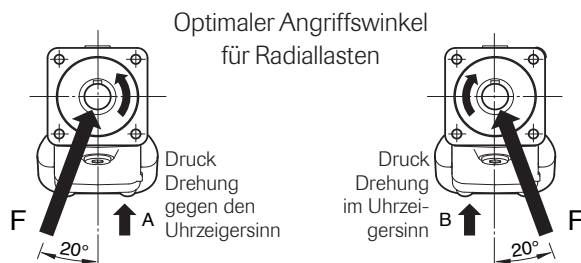 Optimaler Angriffswinkel
für Radiallasten
Druck
Drehung
gegen den
Uhrzeigersinn
A
F
20°
Druck
Drehung
im Uhrzei-
gersinn
B
F
20°